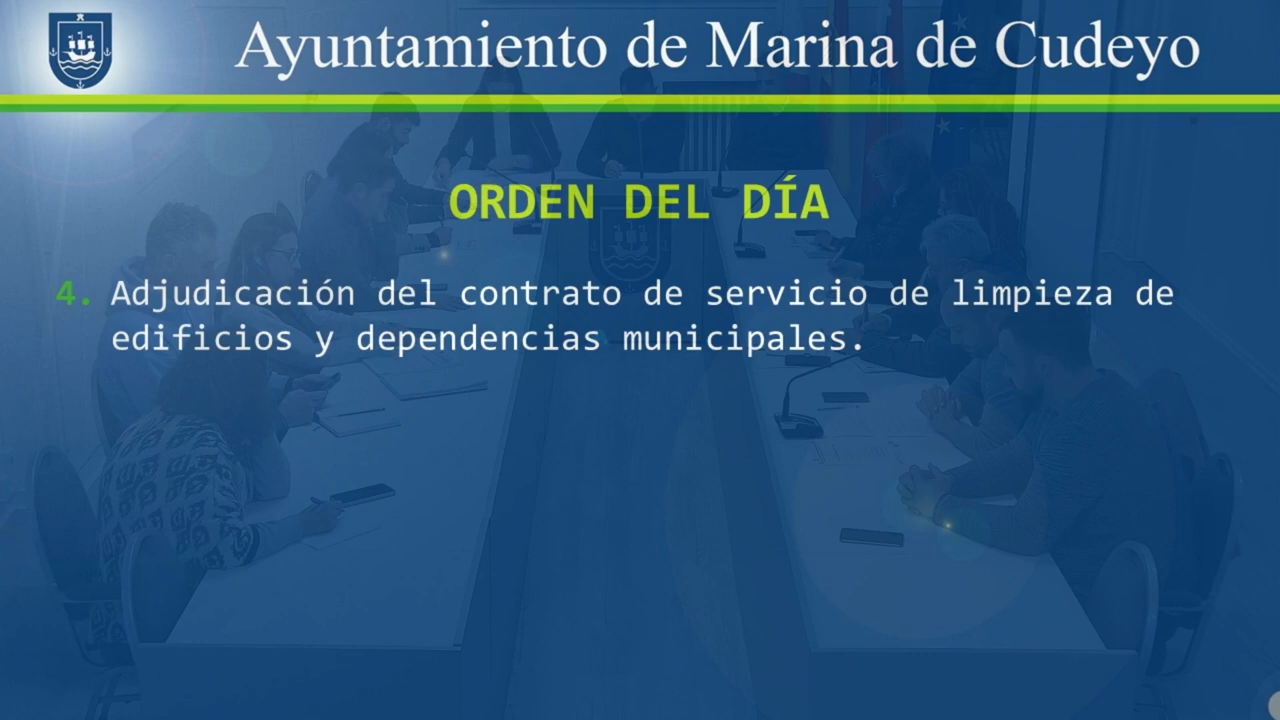 Ayuntamiento de Marina de Cudeyo
ORDEN DEL DÍA
4. Adjudicación del contrato de servicio de limpieza de
edificios y dependencias municipales.